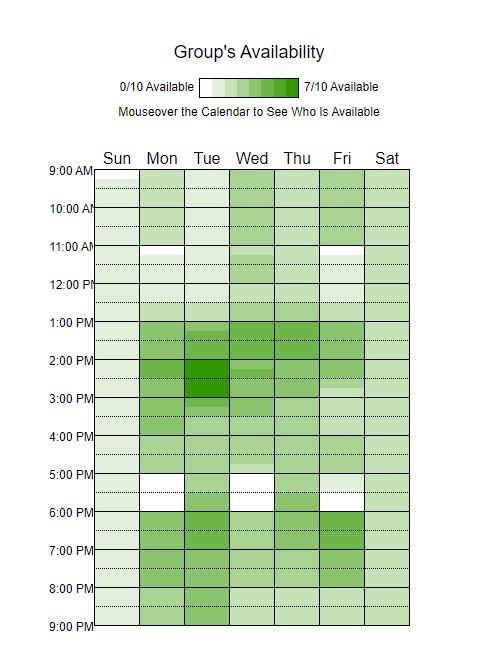 Group's Availability
0/10 Available 7/10 Available
Mouseover the Calendar to See Who Is Available
Sun Mon Tue Wed Thu Fri Sat
9:00 AM
10:00 AM
11:00 AM
12:00 PM
1:00 PM
2:00 PM
3:00 PM
4:00 PM
5:00 PM
6:00 PM
7:00 PM
8:00 PM
9:00 PM